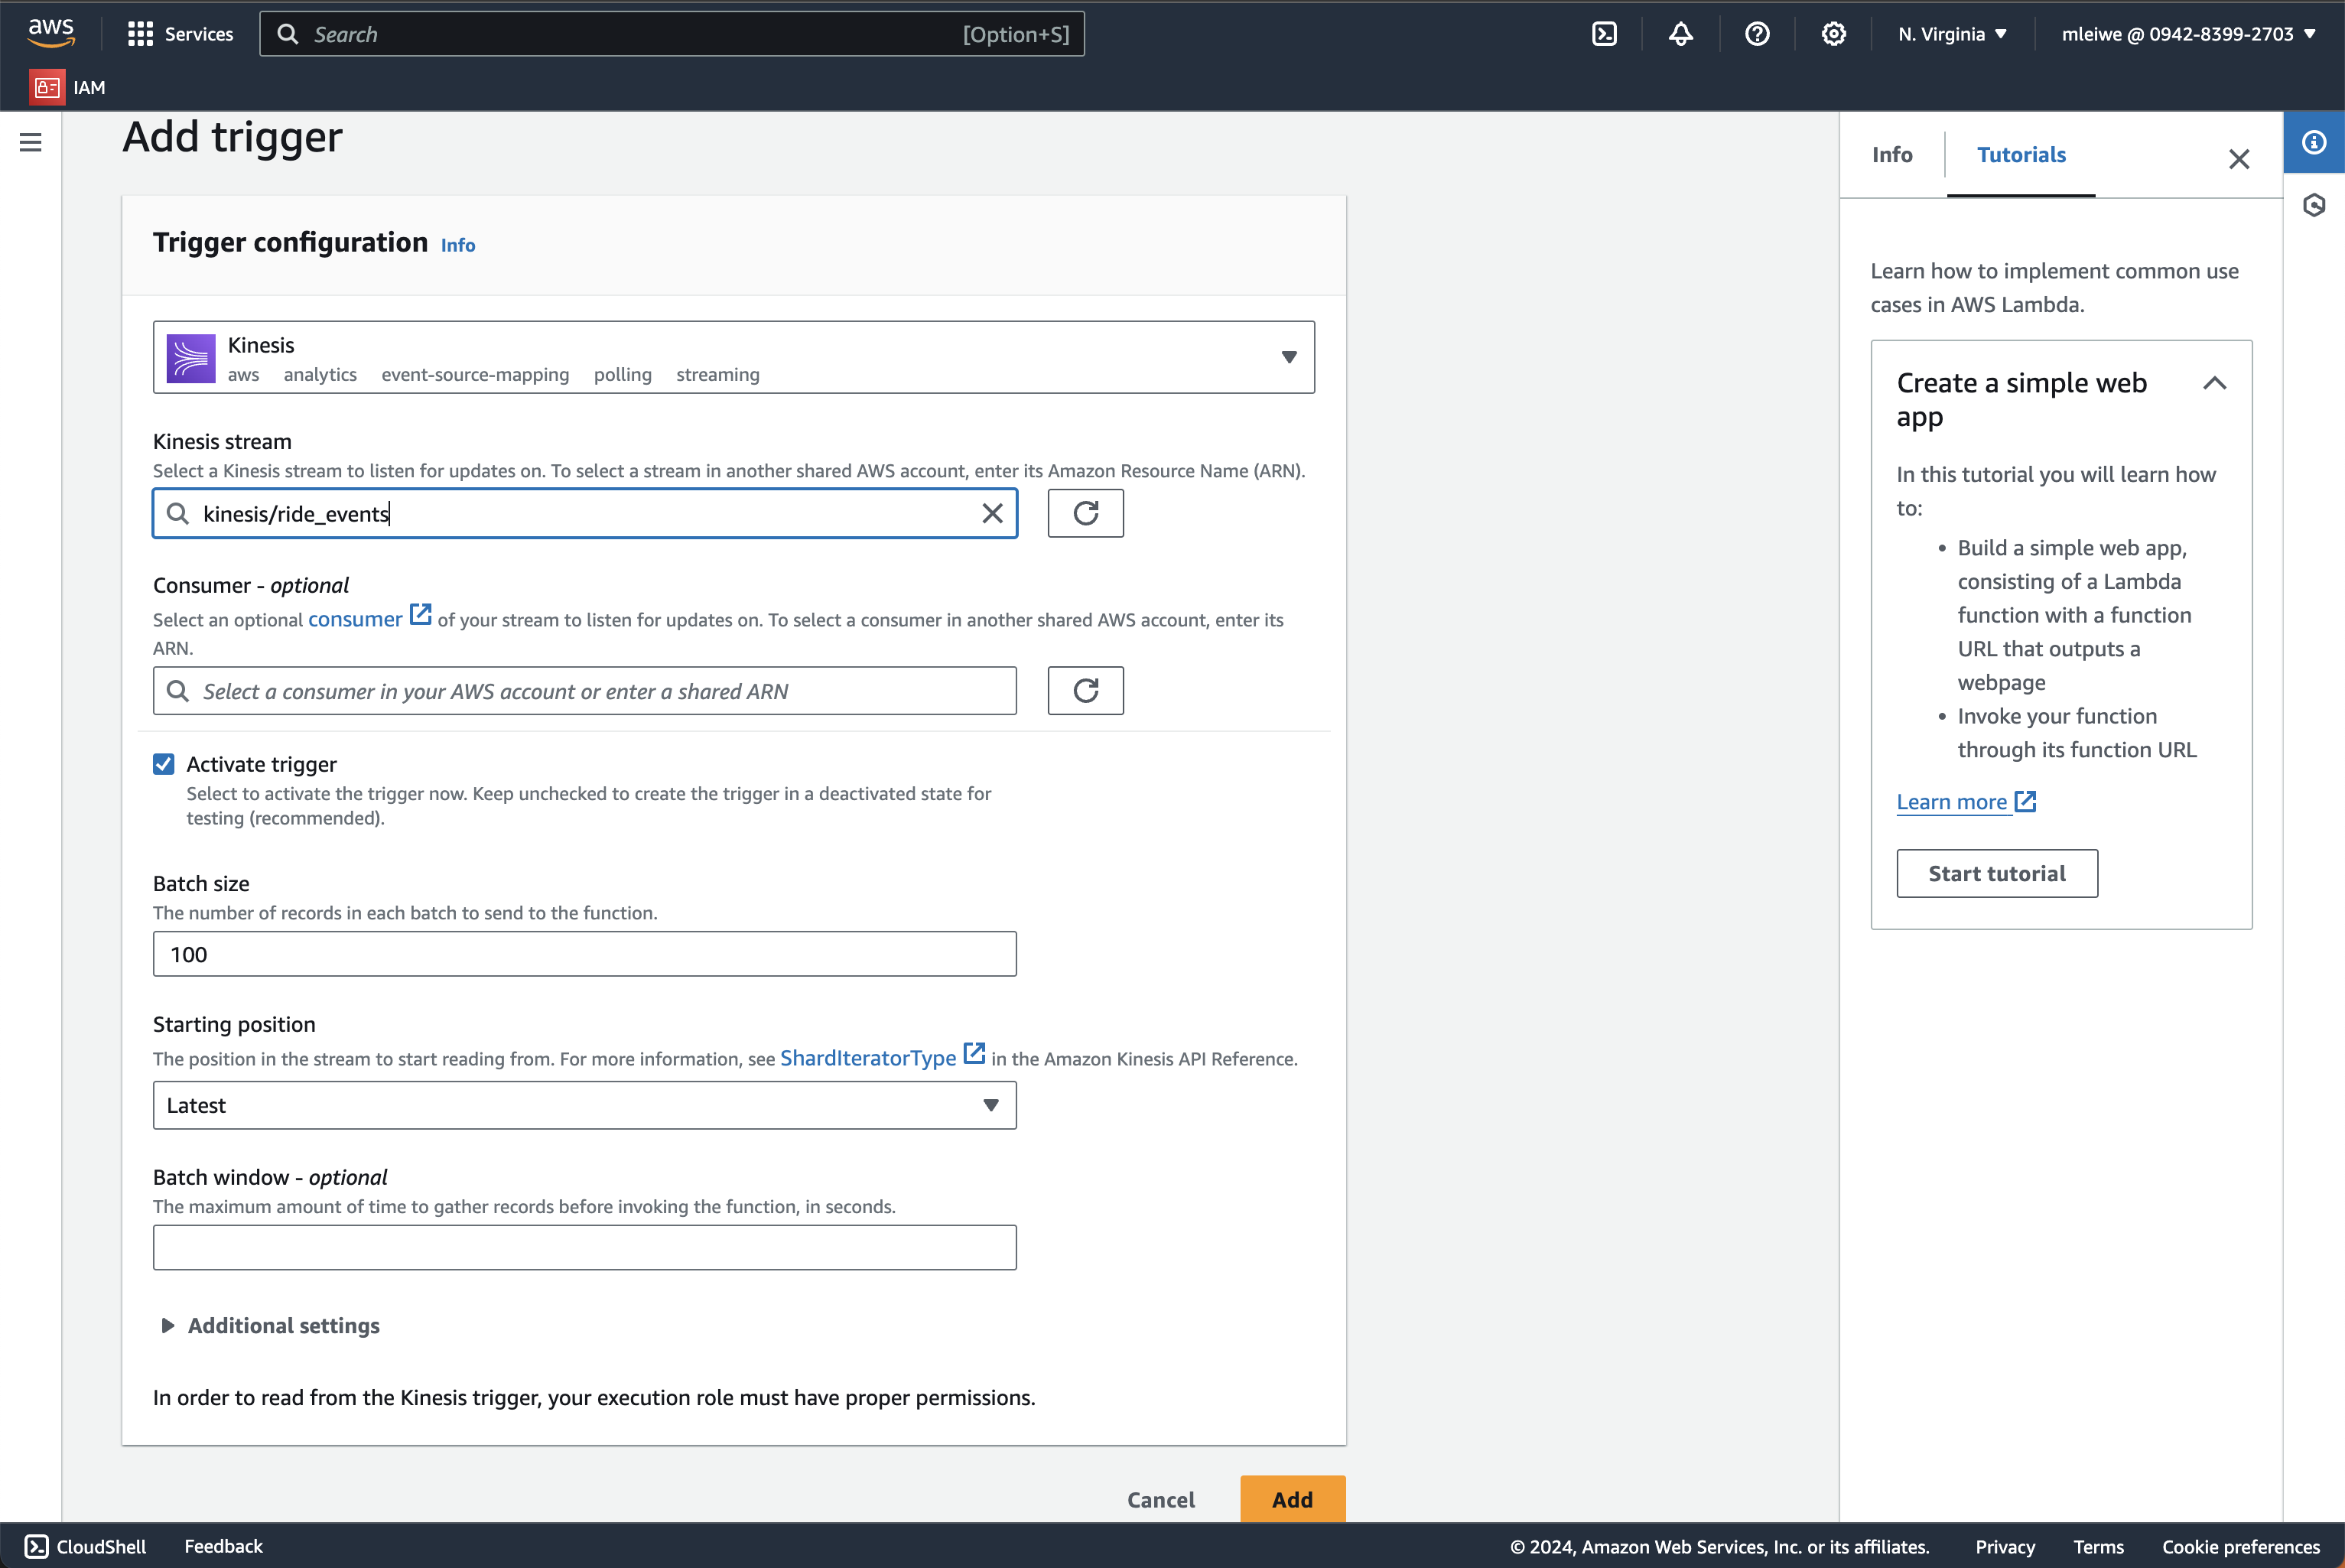 aws
Services
Search
[Option+S]
N. Virginia
mleiwe @ 0942-8399-2703
IAM
Add trigger
Trigger configuration Info
Kinesis
aws analytics event-source-mapping polling streaming
Kinesis stream
Select a Kinesis stream to listen for updates on. To select a stream in another shared AWS account, enter its Amazon Resource Name (ARN).
kinesis/ride_events
Consumer - optional
Select an optional consumer of your stream to listen for updates on. To select a consumer in another shared AWS account, enter its
ARN.
Select a consumer in your AWS account or enter a shared ARN
Activate trigger
Select to activate the trigger now. Keep unchecked to create the trigger in a deactivated state for
testing (recommended).
Batch size
The number of records in each batch to send to the function.
100
Starting position
The position in the stream to start reading from. For more information, see ShardIteratorType in the Amazon Kinesis API Reference.
Latest
Batch window - optional
The maximum amount of time to gather records before invoking the function, in seconds.
Additional settings
In order to read from the Kinesis trigger, your execution role must have proper permissions.
Cancel
Add
Info
Tutorials
Learn how to implement common use
cases in AWS Lambda.
Create a simple web
app
In this tutorial you will learn how
to:
• Build a simple web app,
consisting of a Lambda
function with a function
URL that outputs a
webpage
• Invoke your function
through its function URL
Learn more
Start tutorial
CloudShell
Feedback
© 2024, Amazon Web Services, Inc. or its affiliates.
Privacy
Terms
Cookie preferences